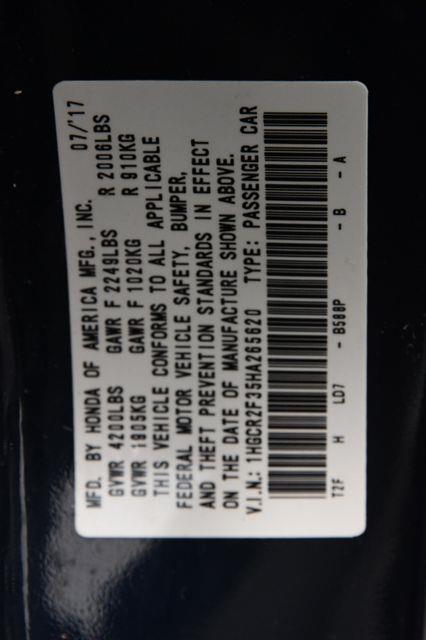 MFD. BY HONDA OF AMERICA MFG., INC. 07/'17
GVWR 4200LBS GAWR F 2249LBS R 2006LBS
GVWR 1905KG GAWR F 1020KG R 910KG
THIS VEHICLE CONFORMS TO ALL APPLICABLE
FEDERAL MOTOR VEHICLE SAFETY, BUMPER,
AND THEFT PREVENTION STANDARDS IN EFFECT
ON THE DATE OF MANUFACTURE SHOWN ABOVE.
V.I.N.: 1HGCR2F35HA265620 TYPE: PASSENGER CAR
T2F H LD7 - B588P - B - A